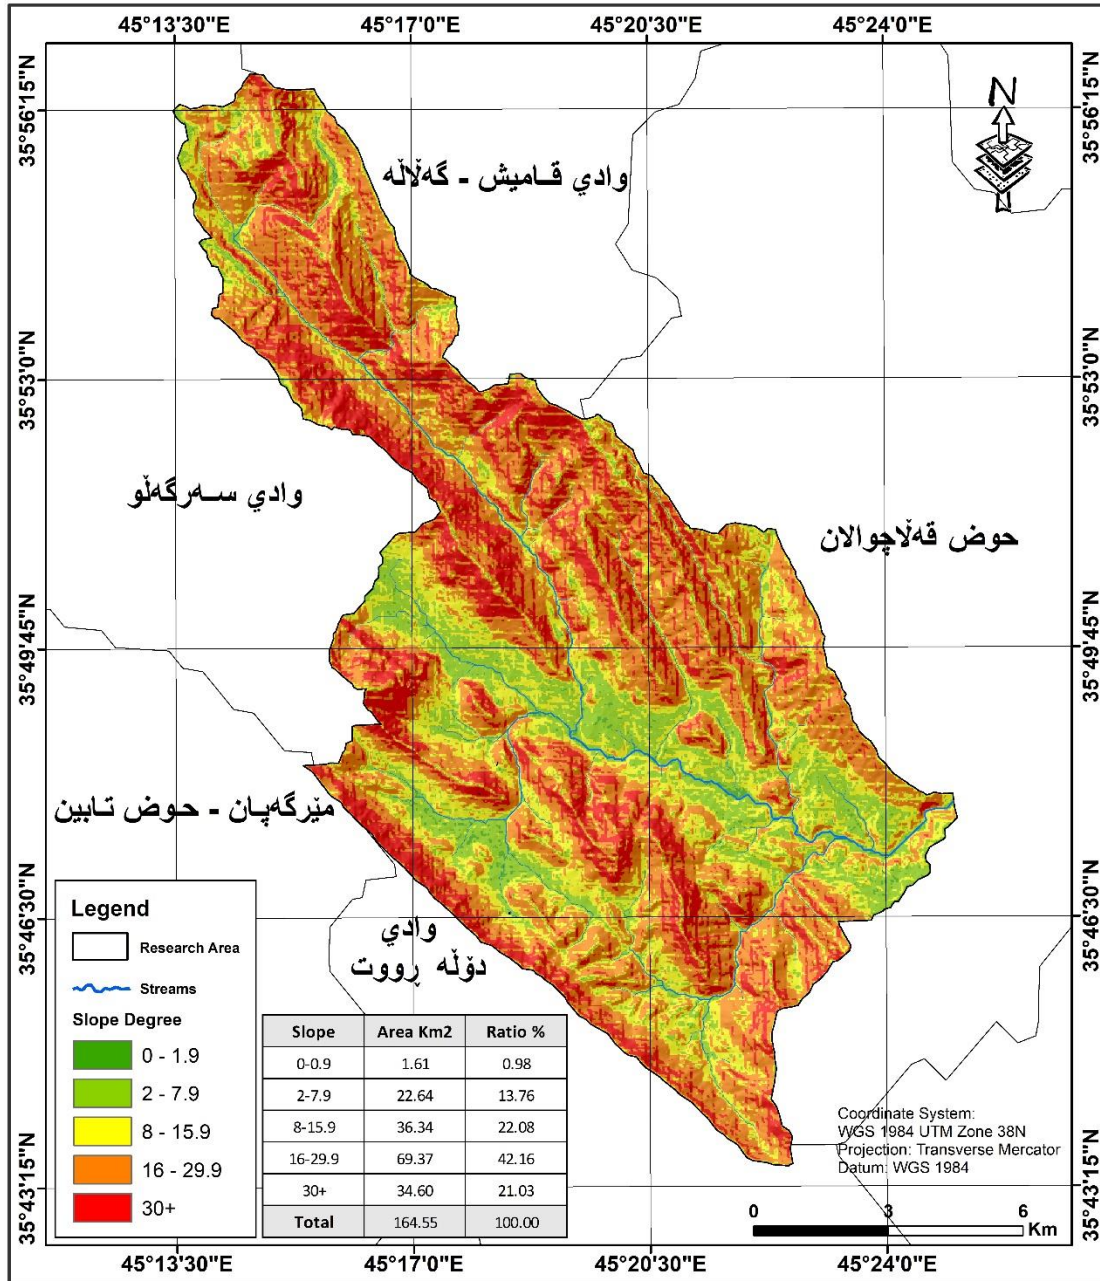 45°13'30"E 45°17'0"E 45°20'30"E 45°24'0"E
35°56'15"N 35°56'15"N
N
وادي قـاميش - گەڵاڵە
35°53'0"N 35°53'0"N
وادي سـەرگەڵو
حوض قەڵاچوالان
35°49'45"N 35°49'45"N
مێرگەپان - حوض تـابين
35°46'30"N 35°46'30"N
وادي
دۆڵە ڕووت
Legend
Research Area
Streams
Slope Degree
0 - 1.9
2 - 7.9
8 - 15.9
16 - 29.9
30+
Slope Area Km2 Ratio %
0-0.9 1.61 0.98
2-7.9 22.64 13.76
8-15.9 36.34 22.08
16-29.9 69.37 42.16
30+ 34.60 21.03
Total 164.55 100.00
Coordinate System:
WGS 1984 UTM Zone 38N
Projection: Transverse Mercator
Datum: WGS 1984
35°43'15"N 35°43'15"N
0 3 6
Km
45°13'30"E 45°17'0"E 45°20'30"E 45°24'0"E